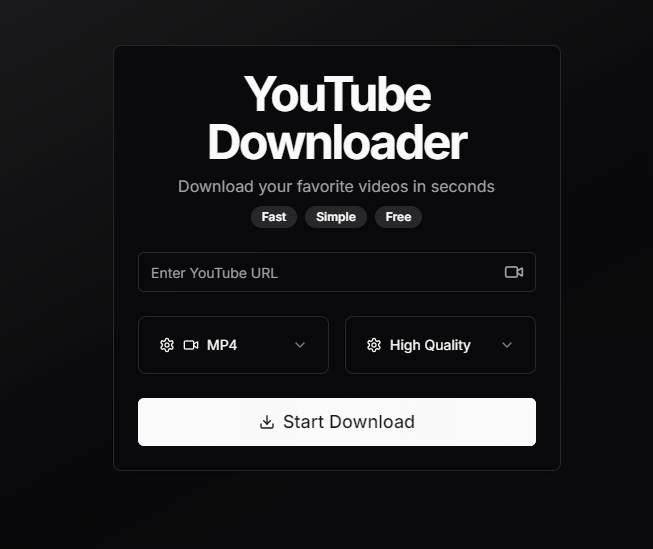 YouTube
Downloader
Download your favorite videos in seconds
Fast Simple Free
Enter YouTube URL
MP4 High Quality
Start Download